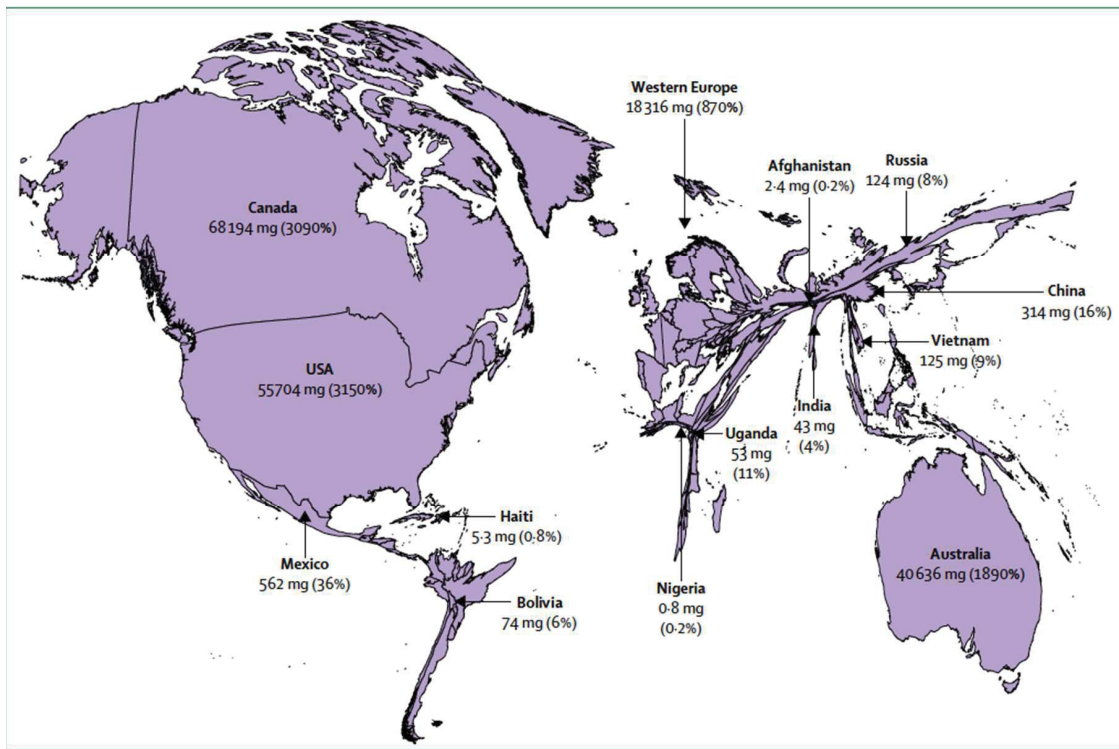 Western Europe
18 316 mg (870%)
Afghanistan
2·4 mg (0·2%)
Russia
124 mg (8%)
Canada
68 194 mg (3090%)
China
314 mg (16%)
Vietnam
125 mg (9%)
USA
55 704 mg (3150%)
India
43 mg
(4%)
Uganda
53 mg
(11%)
Haiti
5·3 mg (0·8%)
Mexico
562 mg (36%)
Australia
40 636 mg (1890%)
Nigeria
0·8 mg
(0·2%)
Bolivia
74 mg (6%)